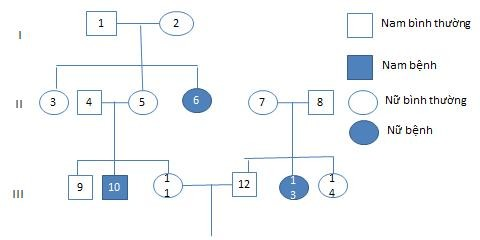 I
1
2
Nam bình thường
Nam bệnh
II
3
4
5
6
7
8
Nữ bình thường
Nữ bệnh
III
9
10
1
1
12
1
3
1
4